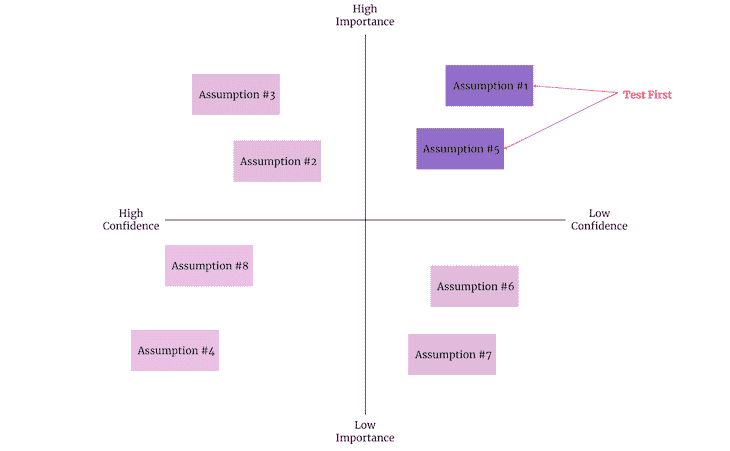 High
Importance
Assumption #3
Assumption #1
Test First
Assumption #2
Assumption #5
High
Confidence
Low
Confidence
Assumption #8
Assumption #6
Assumption #4
Assumption #7
Low
Importance